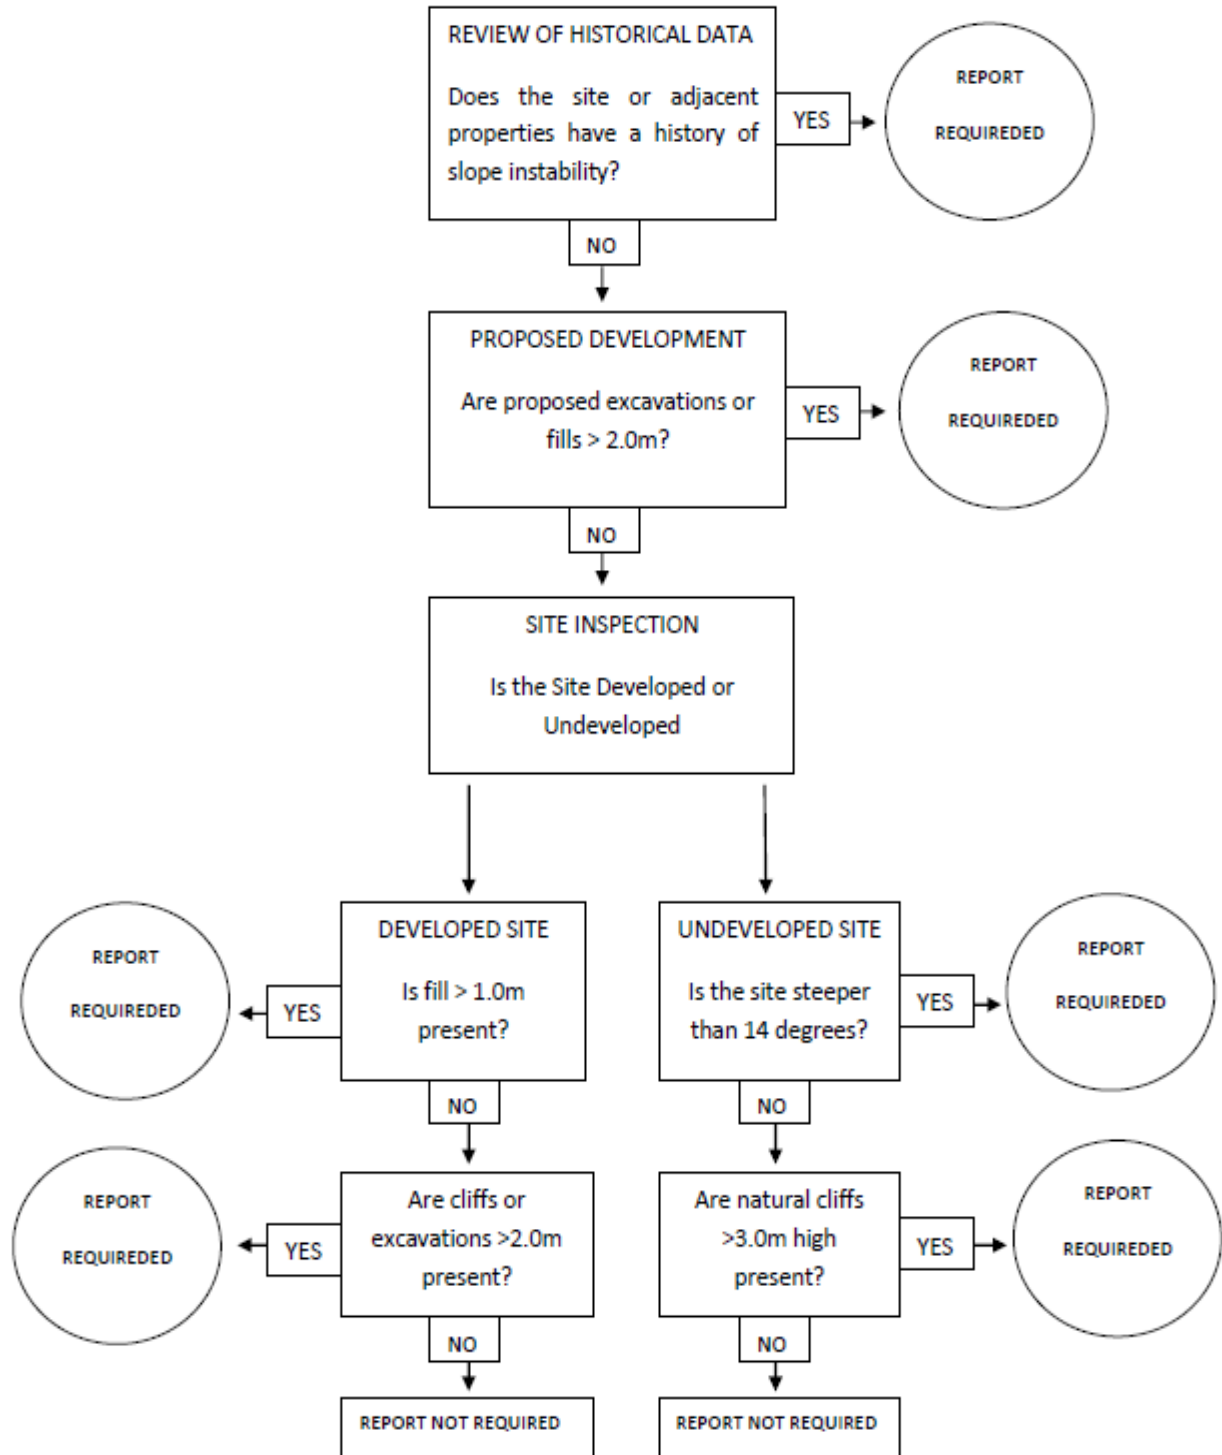 REVIEW OF HISTORICAL DATA
Does the site or adjacent
properties have a history of
slope instability?
YES
REPORT
REQUIREDED
NO
PROPOSED DEVELOPMENT
Are proposed excavations or
fills > 2.0m?
YES
REPORT
REQUIREDED
NO
SITE INSPECTION
Is the Site Developed or
Undeveloped
DEVELOPED SITE
Is fill > 1.0m
present?
YES
REPORT
REQUIREDED
NO
Are cliffs or
excavations >2.0m
present?
YES
REPORT
REQUIREDED
NO
REPORT NOT REQUIRED
UNDEVELOPED SITE
Is the site steeper
than 14 degrees?
YES
REPORT
REQUIREDED
NO
Are natural cliffs
>3.0m high
present?
YES
REPORT
REQUIREDED
NO
REPORT NOT REQUIRED